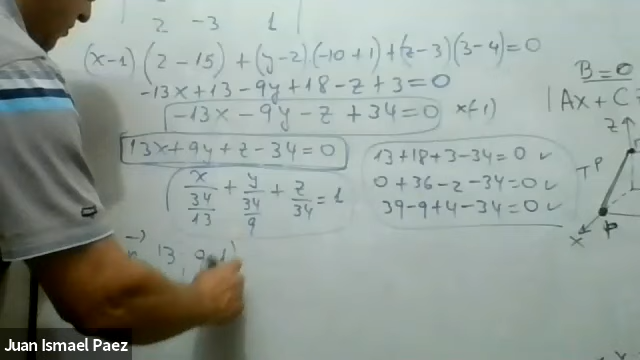 2 -3 1
(x-1)(2-15)+(y-2)(-10+1)+(z-3)(3-4)=0
-13x+13-9y+18-z+3=0
-13x-9y-z+34=0 x(-1)
13x+9y+z-34=0
x/(34/13) + y/(34/9) + z/34 = 1
13+18+3-34=0 ✓
0+36-2-34=0 ✓
39-9+4-34=0 ✓
B=0
|Ax+C
z
P
x
13
Juan Ismael Paez